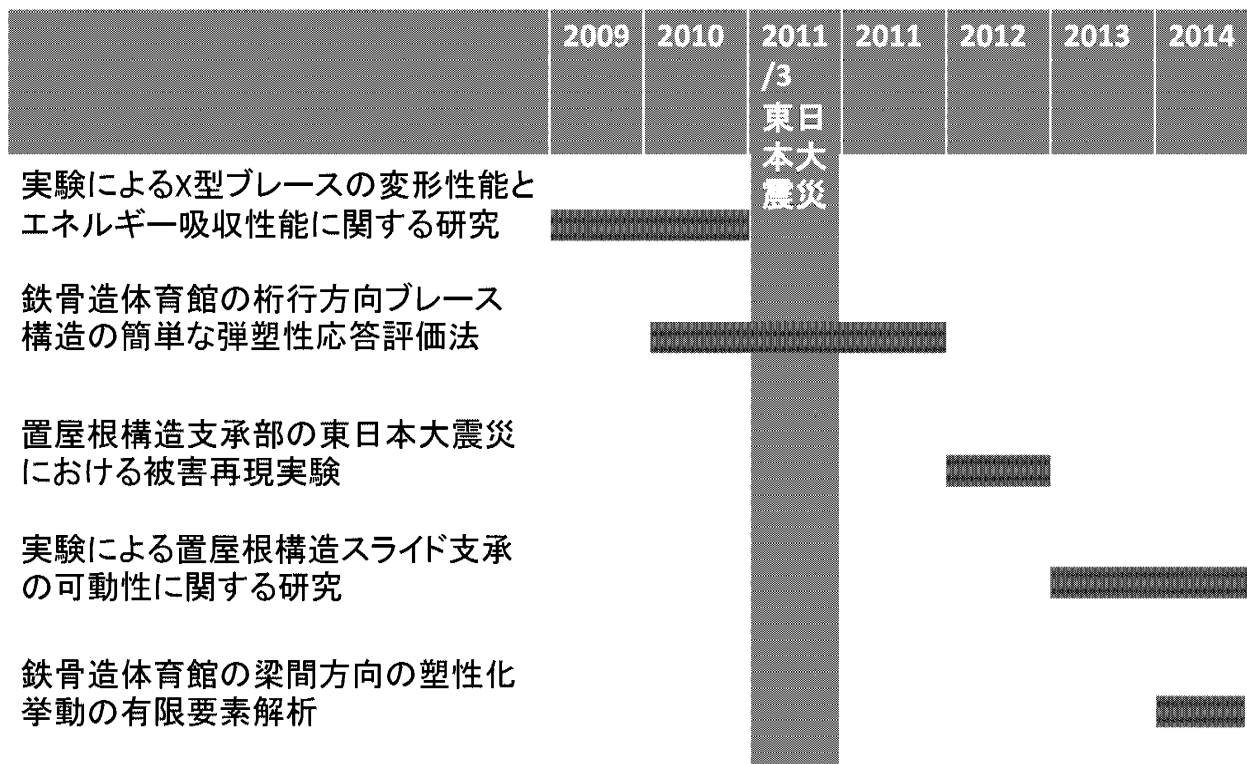 2009 2010 2011 2011 2012 2013 2014
/3
東日
本大
震災
実験によるX型ブレースの変形性能と
エネルギー吸収性能に関する研究
鉄骨造体育館の桁行方向ブレース
構造の簡単な弾塑性応答評価法
置屋根構造支承部の東日本大震災
における被害再現実験
実験による置屋根構造スライド支承
の可動性に関する研究
鉄骨造体育館の梁間方向の塑性化
挙動の有限要素解析